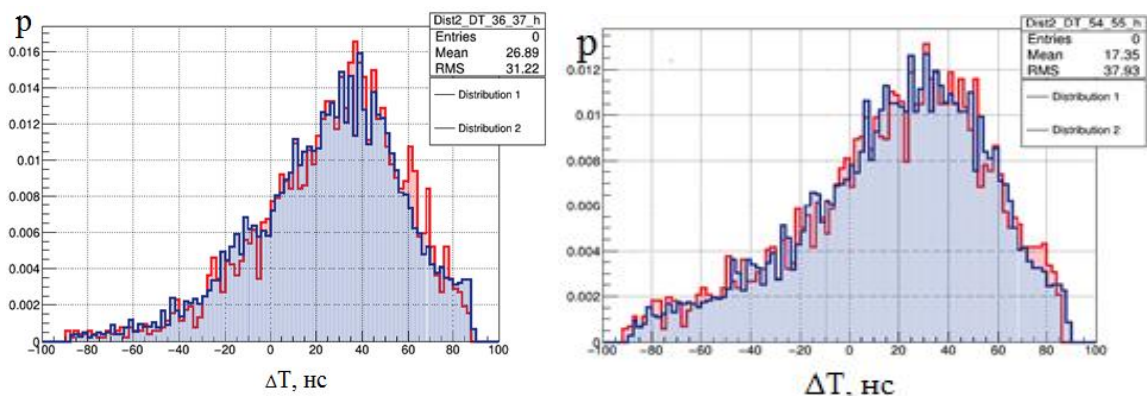 p
Dist2_DT_36_37_h
Entries 0
Mean 26.89
RMS 31.22
Distribution 1
Distribution 2
0.016
0.014
0.012
0.01
0.008
0.006
0.004
0.002
0
−100 −80 −60 −40 −20 0 20 40 60 80 100
ΔT, нс
p
Dist2_DT_54_55_h
Entries 0
Mean 17.35
RMS 37.93
Distribution 1
Distribution 2
0.012
0.01
0.008
0.006
0.004
0.002
0
−100 −80 −60 −40 −20 0 20 40 60 80 100
ΔT, нс